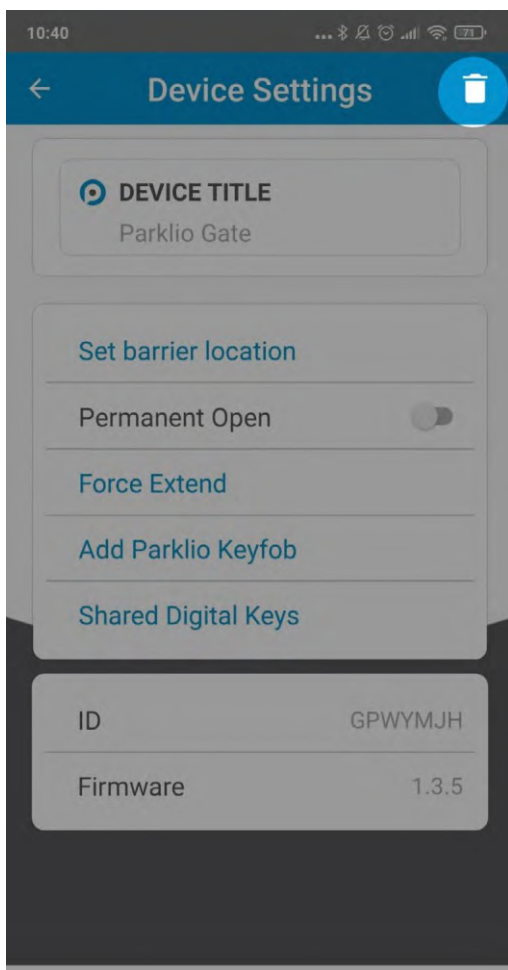 10:40
71
Device Settings
DEVICE TITLE
Parklio Gate
Set barrier location
Permanent Open
Force Extend
Add Parklio Keyfob
Shared Digital Keys
ID GPWYMJH
Firmware 1.3.5